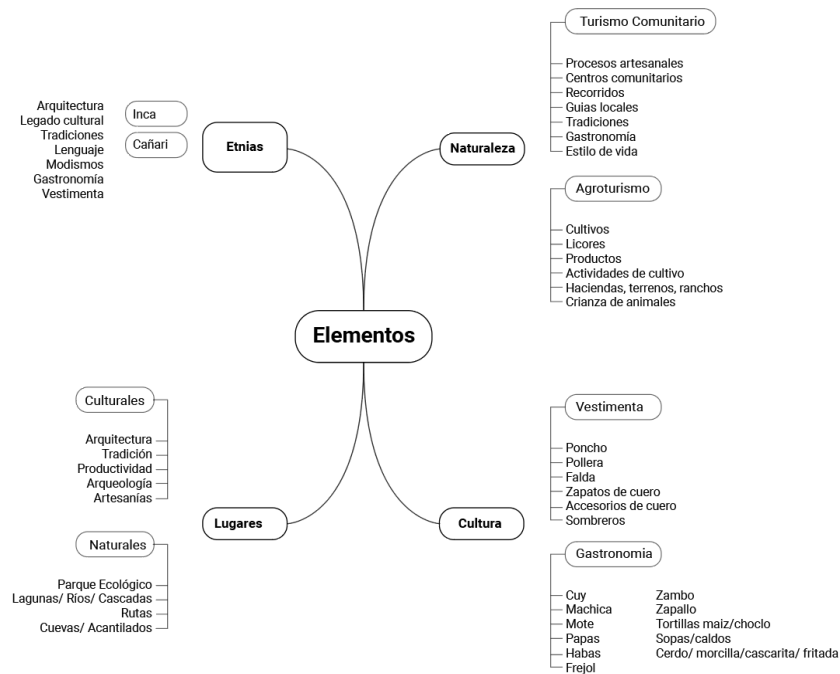 Elementos
Etnias
Inca
Cañari
Arquitectura
Legado cultural
Tradiciones
Lenguaje
Modismos
Gastronomía
Vestimenta
Naturaleza
Turismo Comunitario
Procesos artesanales
Centros comunitarios
Recorridos
Guias locales
Tradiciones
Gastronomía
Estilo de vida
Agroturismo
Cultivos
Licores
Productos
Actividades de cultivo
Haciendas, terrenos, ranchos
Crianza de animales
Lugares
Culturales
Arquitectura
Tradición
Productividad
Arqueología
Artesanías
Naturales
Parque Ecológico
Lagunas/ Ríos/ Cascadas
Rutas
Cuevas/ Acantilados
Cultura
Vestimenta
Poncho
Pollera
Falda
Zapatos de cuero
Accesorios de cuero
Sombreros
Gastronomia
Cuy
Machica
Mote
Papas
Habas
Frejol
Zambo
Zapallo
Tortillas maiz/choclo
Sopas/caldos
Cerdo/ morcilla/cascarita/ fritada